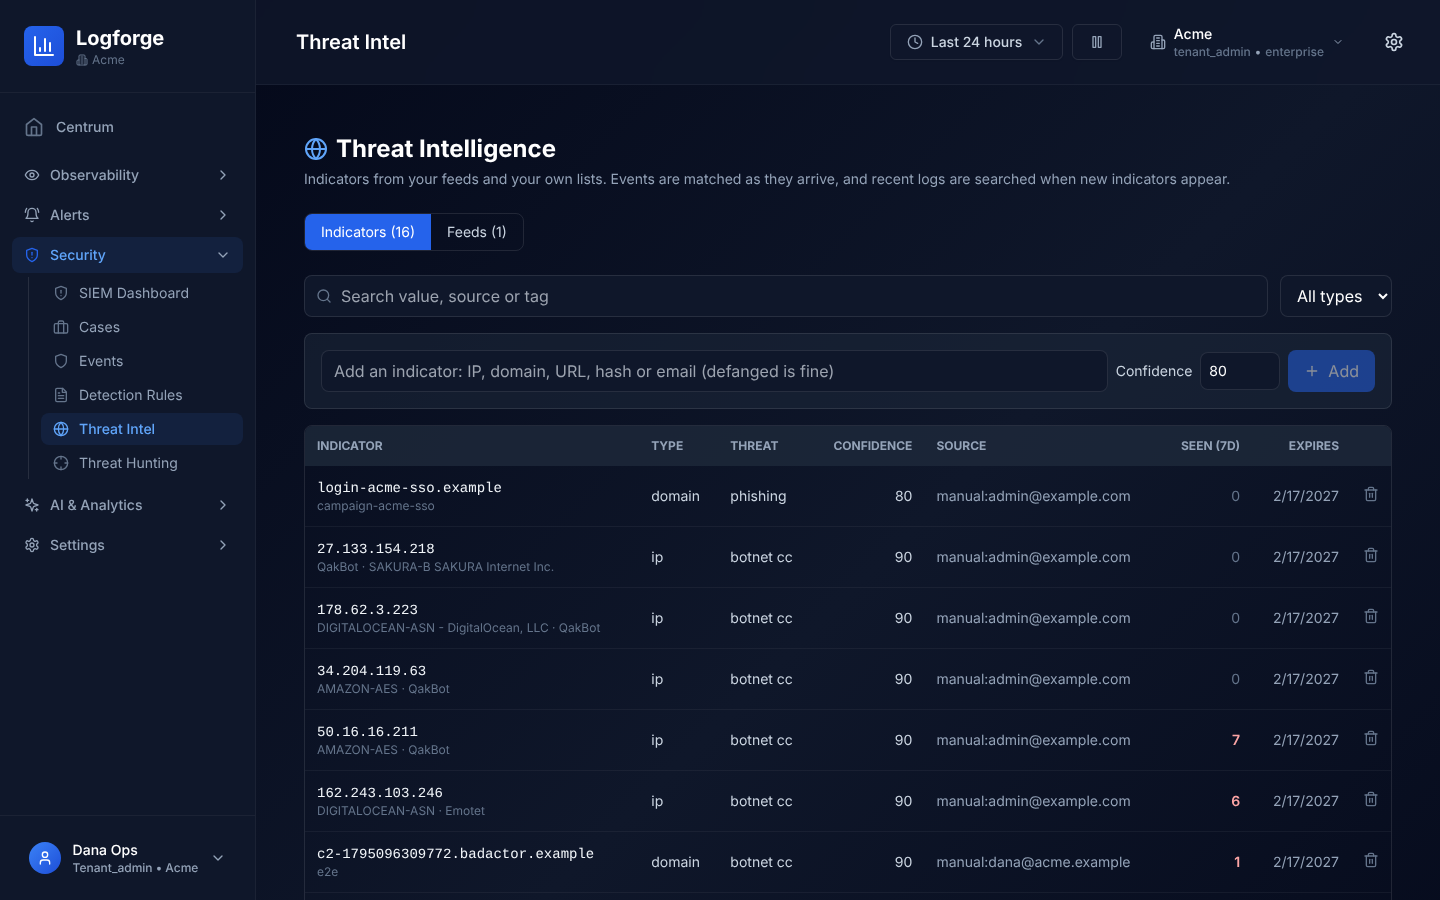 Logforge
Acme
Threat Intel
Last 24 hours
Acme
tenant_admin • enterprise
Centrum
Observability
Alerts
Security
SIEM Dashboard
Cases
Events
Detection Rules
Threat Intel
Threat Hunting
AI & Analytics
Settings
Dana Ops
Tenant_admin • Acme
Threat Intelligence
Indicators from your feeds and your own lists. Events are matched as they arrive, and recent logs are searched when new indicators appear.
Indicators (16) Feeds (1)
Search value, source or tag All types
Add an indicator: IP, domain, URL, hash or email (defanged is fine) Confidence 80 + Add
INDICATOR TYPE THREAT CONFIDENCE SOURCE SEEN (7D) EXPIRES
login-acme-sso.example domain phishing 80 manual:admin@example.com 0 2/17/2027
campaign-acme-sso
27.133.154.218 ip botnet cc 90 manual:admin@example.com 0 2/17/2027
QakBot · SAKURA-B SAKURA Internet Inc.
178.62.3.223 ip botnet cc 90 manual:admin@example.com 0 2/17/2027
DIGITALOCEAN-ASN - DigitalOcean, LLC · QakBot
34.204.119.63 ip botnet cc 90 manual:admin@example.com 0 2/17/2027
AMAZON-AES · QakBot
50.16.16.211 ip botnet cc 90 manual:admin@example.com 7 2/17/2027
AMAZON-AES · QakBot
162.243.103.246 ip botnet cc 90 manual:admin@example.com 6 2/17/2027
DIGITALOCEAN-ASN · Emotet
c2-1795096309772.badactor.example domain botnet cc 90 manual:dana@acme.example 1 2/17/2027
e2e